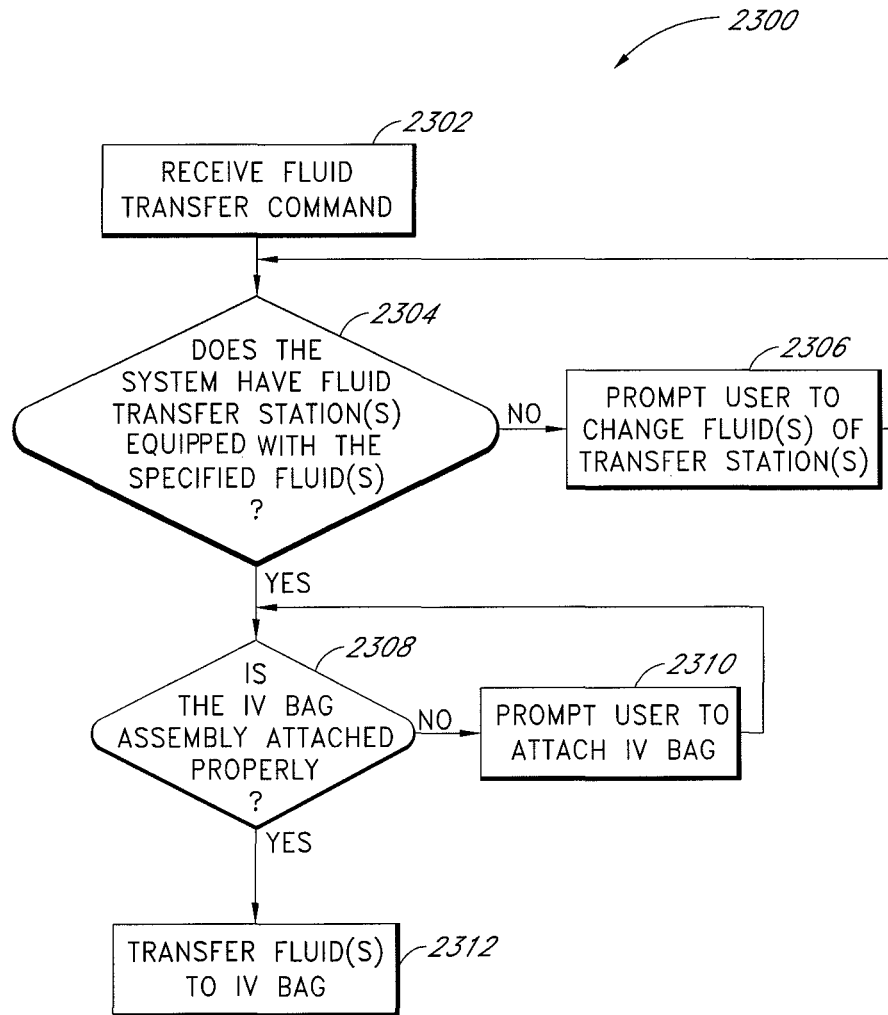 2300
2302
RECEIVE FLUID
TRANSFER COMMAND
2304
DOES THE
SYSTEM HAVE FLUID
TRANSFER STATION(S)
EQUIPPED WITH THE
SPECIFIED FLUID(S)
?
NO
2306
PROMPT USER TO
CHANGE FLUID(S) OF
TRANSFER STATION(S)
YES
2308
IS
THE IV BAG
ASSEMBLY ATTACHED
PROPERLY
?
NO
2310
PROMPT USER TO
ATTACH IV BAG
YES
TRANSFER FLUID(S)
TO IV BAG
2312